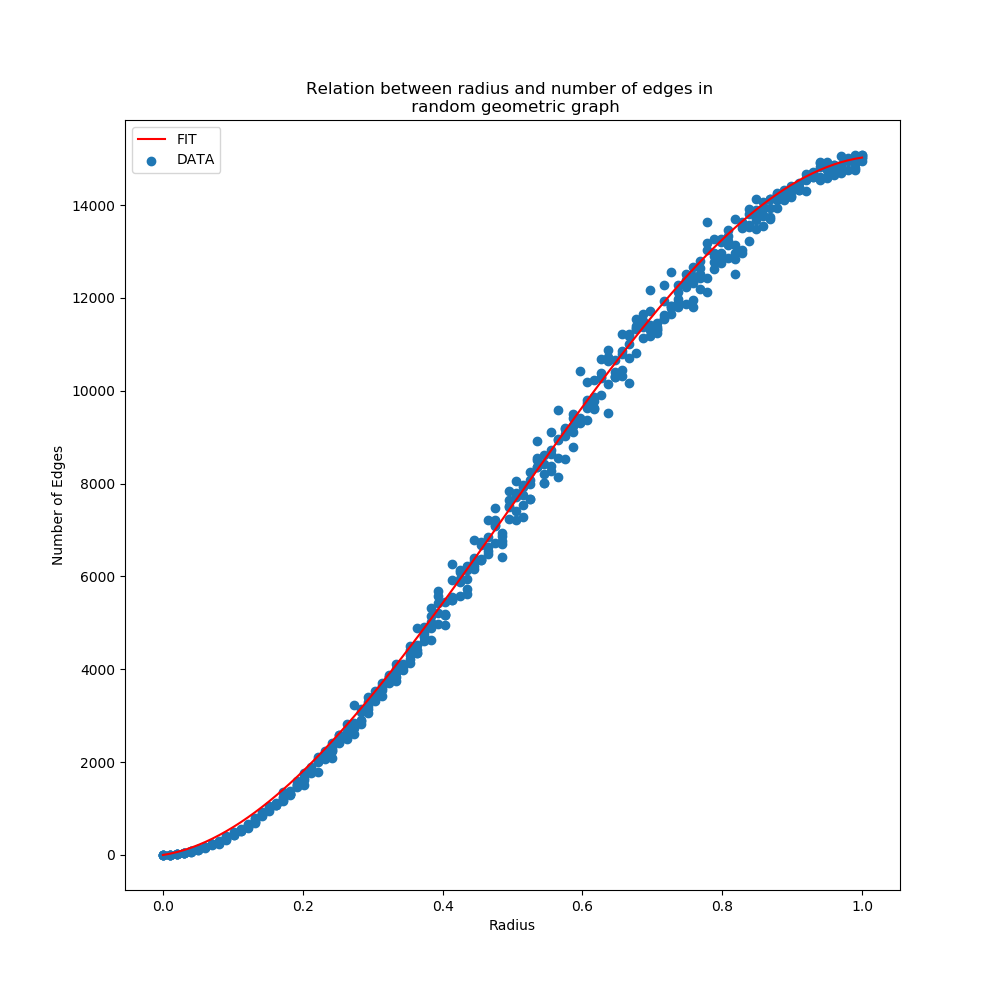 Relation between radius and number of edges in
random geometric graph
FIT
DATA
Number of Edges
14000
12000
10000
8000
6000
4000
2000
0
0.0 0.2 0.4 0.6 0.8 1.0
Radius